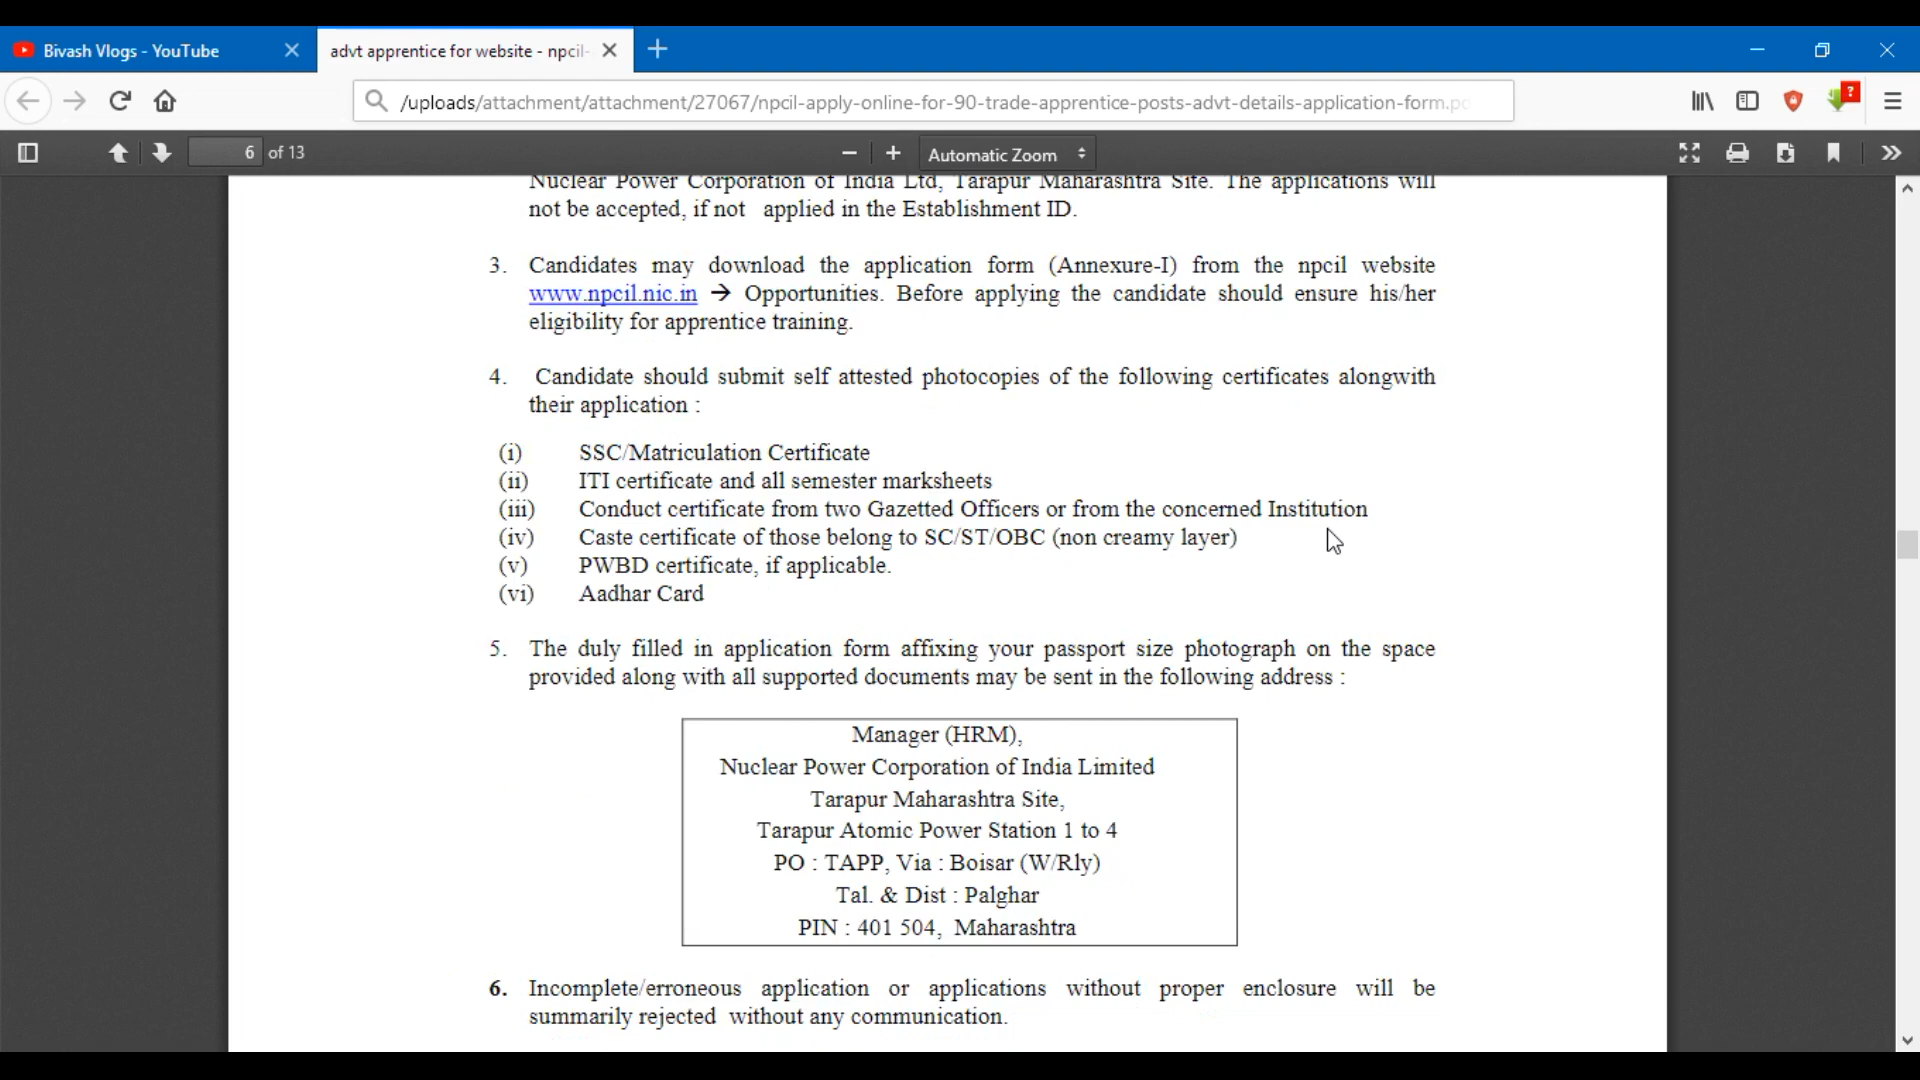 Bivash Vlogs - YouTube
advt apprentice for website - npcil-
/uploads/attachment/attachment/27067/npcil-apply-online-for-90-trade-apprentice-posts-advt-details-application-form.pd
?
6 of 13
Automatic Zoom
Nuclear Power Corporation of India Ltd, Tarapur Maharashtra Site. The applications will
not be accepted, if not applied in the Establishment ID.
3. Candidates may download the application form (Annexure-I) from the npcil website
www.npcil.nic.in → Opportunities. Before applying the candidate should ensure his/her
eligibility for apprentice training.
4. Candidate should submit self attested photocopies of the following certificates alongwith
their application :
(i) SSC/Matriculation Certificate
(ii) ITI certificate and all semester marksheets
(iii) Conduct certificate from two Gazetted Officers or from the concerned Institution
(iv) Caste certificate of those belong to SC/ST/OBC (non creamy layer)
(v) PWBD certificate, if applicable.
(vi) Aadhar Card
5. The duly filled in application form affixing your passport size photograph on the space
provided along with all supported documents may be sent in the following address :
Manager (HRM),
Nuclear Power Corporation of India Limited
Tarapur Maharashtra Site,
Tarapur Atomic Power Station 1 to 4
PO : TAPP, Via : Boisar (W/Rly)
Tal. & Dist : Palghar
PIN : 401 504, Maharashtra
6. Incomplete/erroneous application or applications without proper enclosure will be
summarily rejected without any communication.